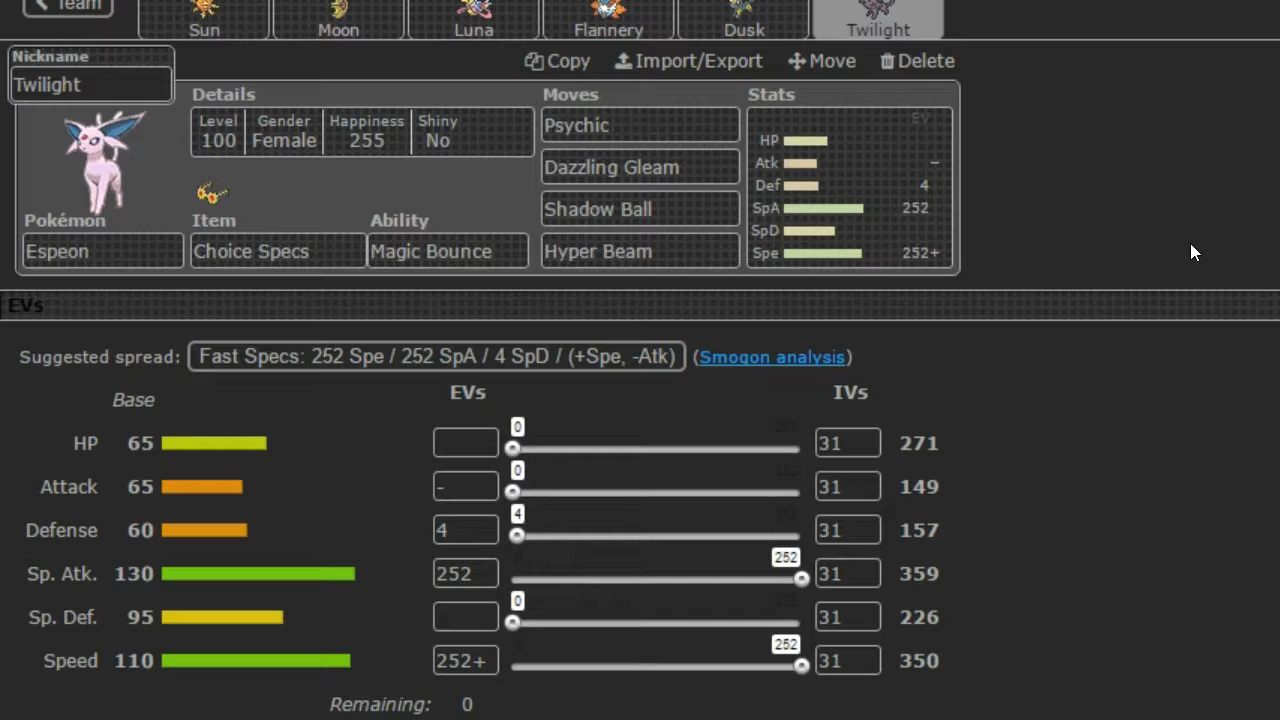 Team
Sun Moon Luna Flannery Dusk Twilight
Nickname
Twilight
Copy Import/Export Move Delete
Details Moves Stats
Level Gender Happiness Shiny
100 Female 255 No
EV
Psychic
Dazzling Gleam
Shadow Ball
Hyper Beam
HP
Atk –
Def 4
SpA 252
SpD
Spe 252+
Pokémon Item Ability
Espeon Choice Specs Magic Bounce
EVs
Suggested spread: Fast Specs: 252 Spe / 252 SpA / 4 SpD / (+Spe, -Atk) (Smogon analysis)
Base EVs IVs
HP 65 0 31 271
Attack 65 - 0 31 149
Defense 60 4 4 31 157
Sp. Atk. 130 252 252 31 359
Sp. Def. 95 0 31 226
Speed 110 252+ 252 31 350
Remaining: 0